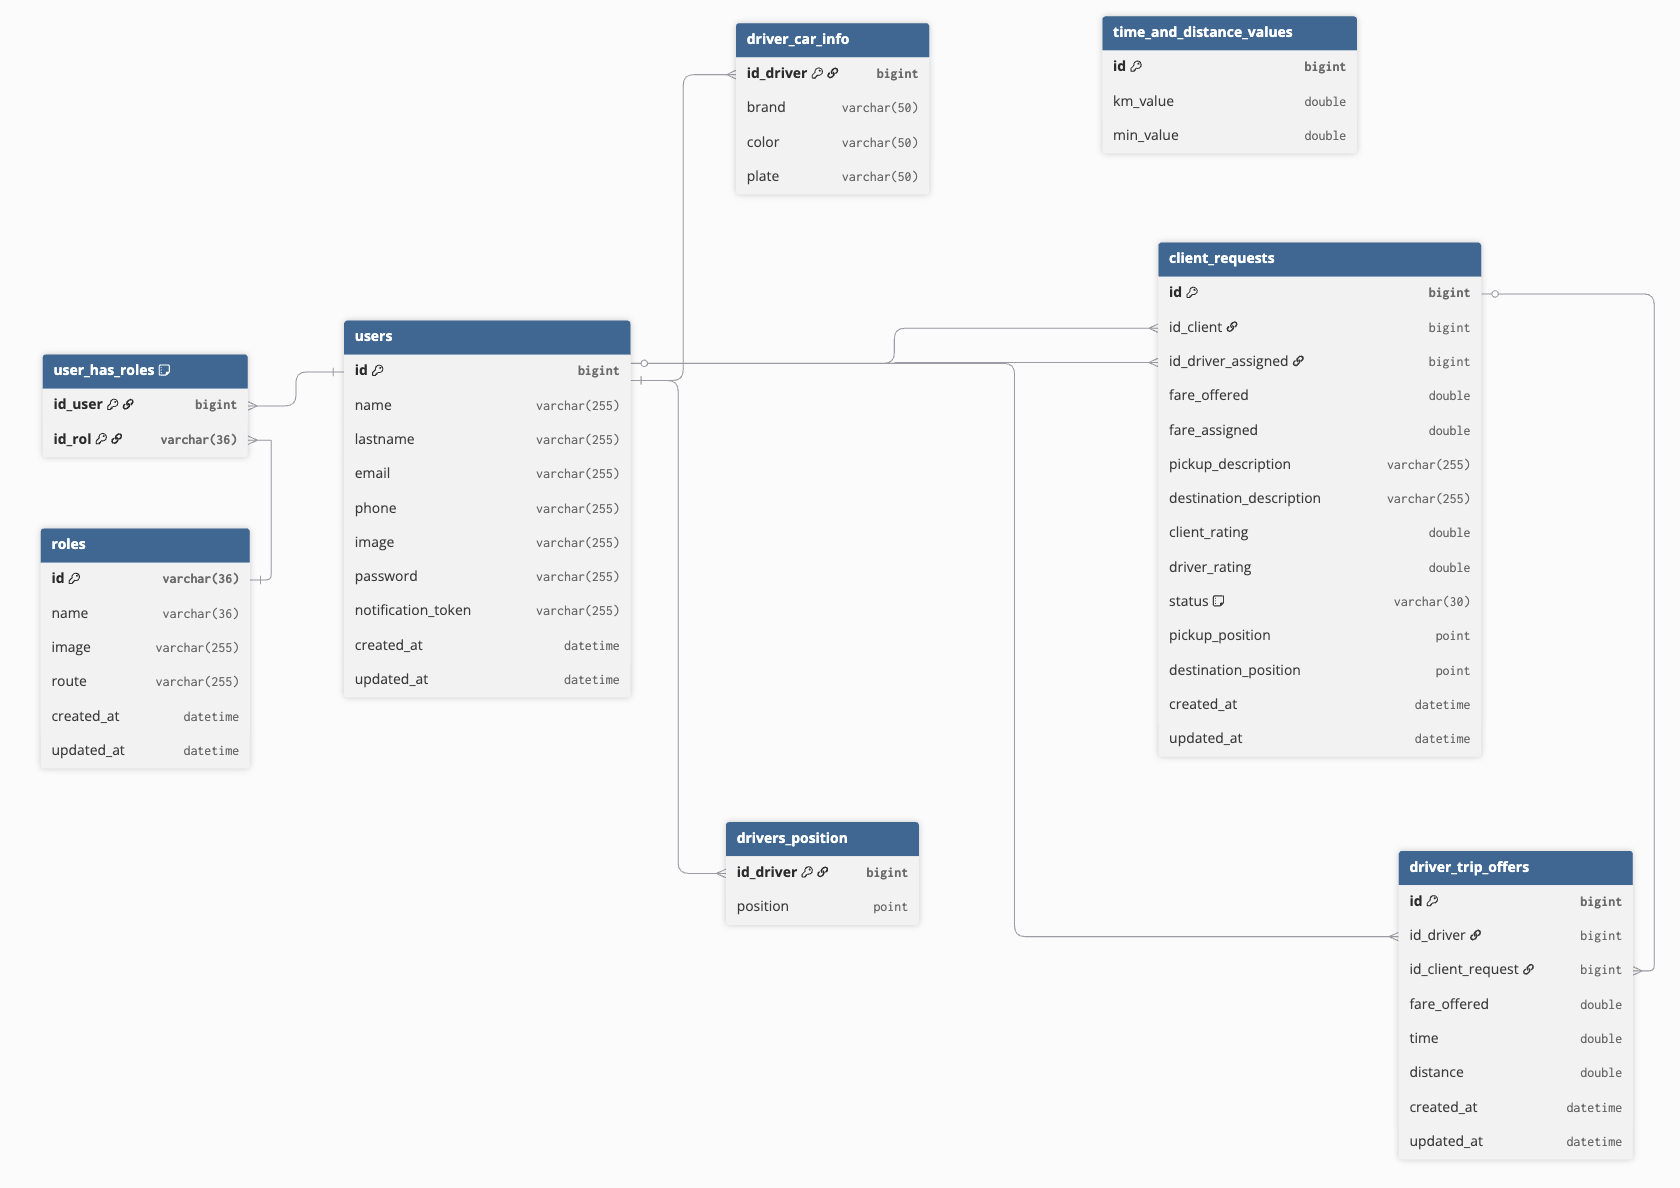 driver_car_info
id_driver bigint
brand varchar(50)
color varchar(50)
plate varchar(50)
time_and_distance_values
id bigint
km_value double
min_value double
client_requests
id bigint
id_client bigint
id_driver_assigned bigint
fare_offered double
fare_assigned double
pickup_description varchar(255)
destination_description varchar(255)
client_rating double
driver_rating double
status varchar(30)
pickup_position point
destination_position point
created_at datetime
updated_at datetime
users
id bigint
name varchar(255)
lastname varchar(255)
email varchar(255)
phone varchar(255)
image varchar(255)
password varchar(255)
notification_token varchar(255)
created_at datetime
updated_at datetime
user_has_roles
id_user bigint
id_rol varchar(36)
roles
id varchar(36)
name varchar(36)
image varchar(255)
route varchar(255)
created_at datetime
updated_at datetime
drivers_position
id_driver bigint
position point
driver_trip_offers
id bigint
id_driver bigint
id_client_request bigint
fare_offered double
time double
distance double
created_at datetime
updated_at datetime